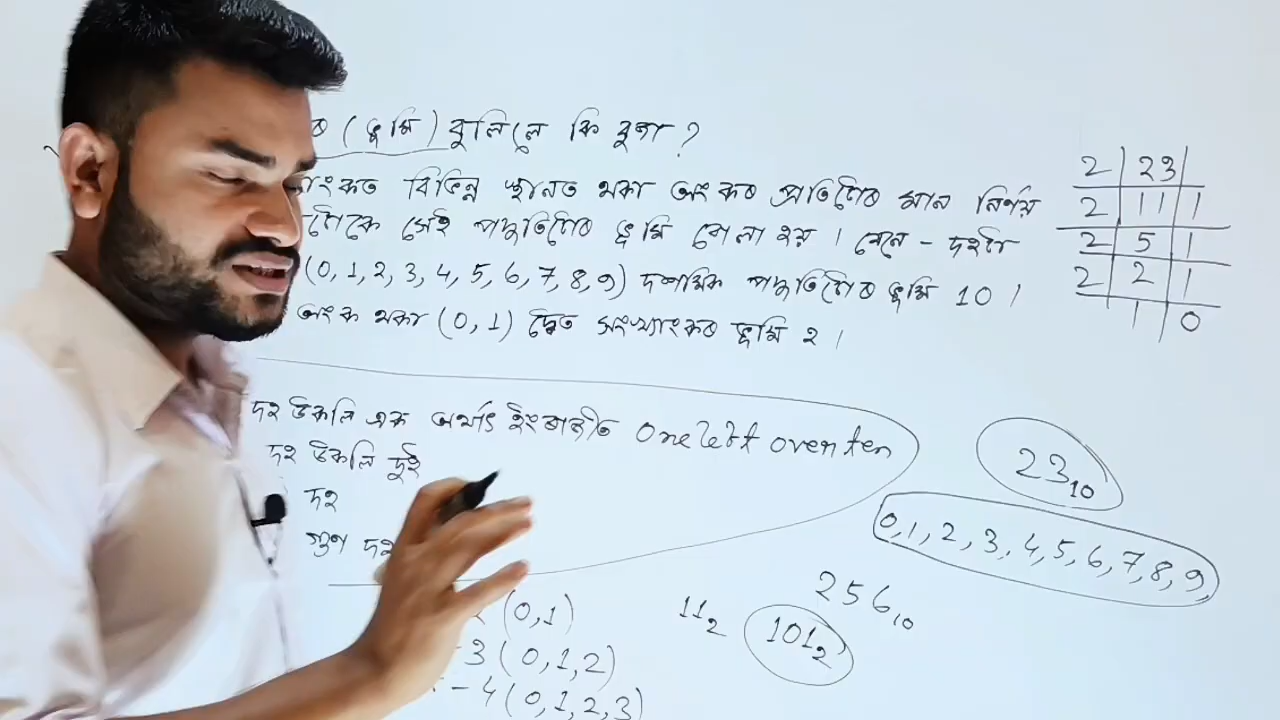 ৰ (ভূমি) বুলিলে কি বুজা?
াংকত বিভিন্ন স্থানত থকা অংকৰ প্ৰতিটোৰ মান নিৰ্ণয়
সেই পদ্ধতিটোৰ ভূমি বোলা হয়। যেনে - দহটা
(0, 1, 2, 3, 4, 5, 6, 7, 8, 9) দশমিক পদ্ধতিটোৰ ভূমি 10।
অংক থকা (0, 1) দ্বৈত সংখ্যাংকৰ ভূমি ২।
2 | 23 |
2 | 11 | 1
2 | 5 | 1
2 | 2 | 1
1 | 0
দহ উকলি এক অৰ্থাৎ ইংৰাজীত One left over ten
দহ উকলি দুই
দহ
গুণ দহ
23₁₀
0, 1, 2, 3, 4, 5, 6, 7, 8, 9,
256₁₀
11₂ 101₂
(0, 1)
-3 (0, 1, 2)
-4 (0, 1, 2, 3)